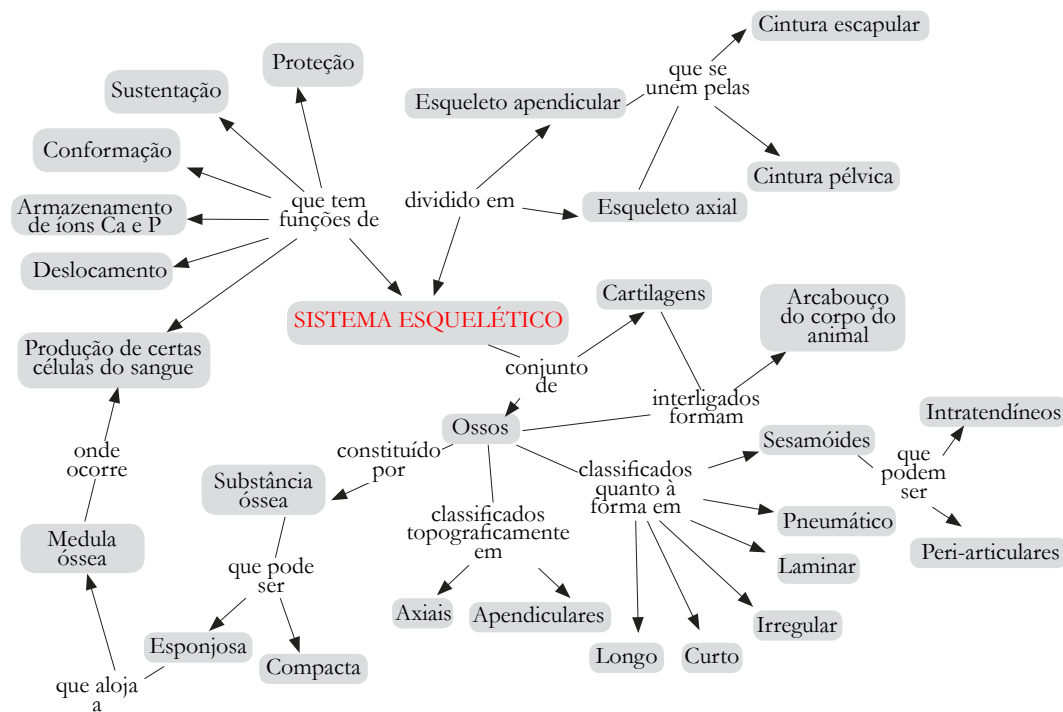 Cintura escapular
Proteção
que se
unem pelas
Sustentação
Esqueleto apendicular
Conformação
Cintura pélvica
Armazenamento
de íons Ca e P
que tem
funções de
dividido em
Esqueleto axial
Deslocamento
Cartilagens
Arcabouço
do corpo do
animal
SISTEMA ESQUELÉTICO
Produção de certas
células do sangue
conjunto
de
interligados
formam
Intratendíneos
Ossos
Sesamóides
onde
ocorre
constituído
por
classificados
quanto à
forma em
que
podem
ser
Substância
óssea
classificados
topograficamente
em
Pneumático
Medula
óssea
Peri-articulares
Laminar
que pode
ser
Axiais
Apendiculares
Irregular
Esponjosa
Compacta
Longo
Curto
que aloja
a